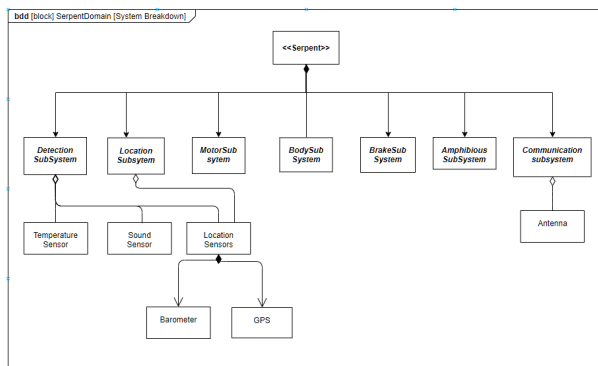 bdd [block] SerpentDomain [System Breakdown]
<<Serpent>>
Detection
SubSystem
Location
Subsytem
MotorSub
sytem
BodySub
System
BrakeSub
System
Amphibious
SubSystem
Communication
subsystem
Temperature
Sensor
Sound
Sensor
Location
Sensors
Antenna
Barometer
GPS